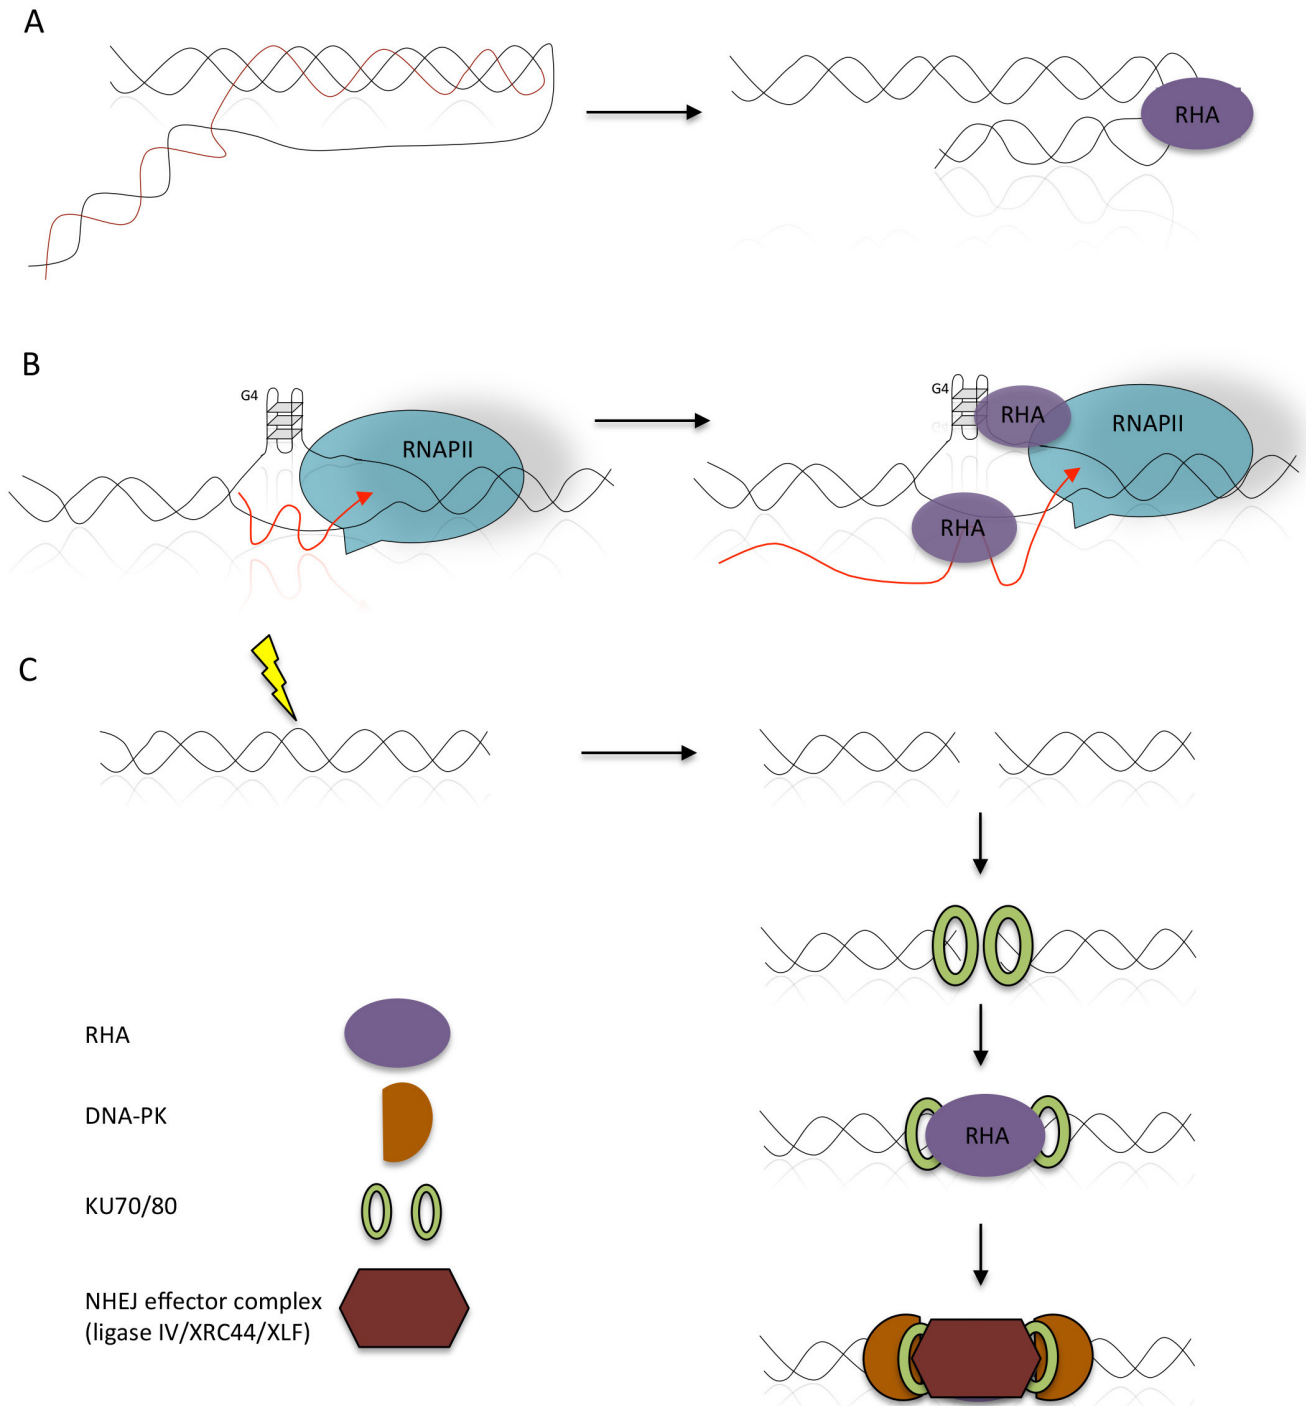 A
RHA
B
G4
RNAPII
G4
RHA
RNAPII
RHA
C
RHA
DNA-PK
RHA
KU70/80
NHEJ effector complex
(ligase IV/XRC44/XLF)